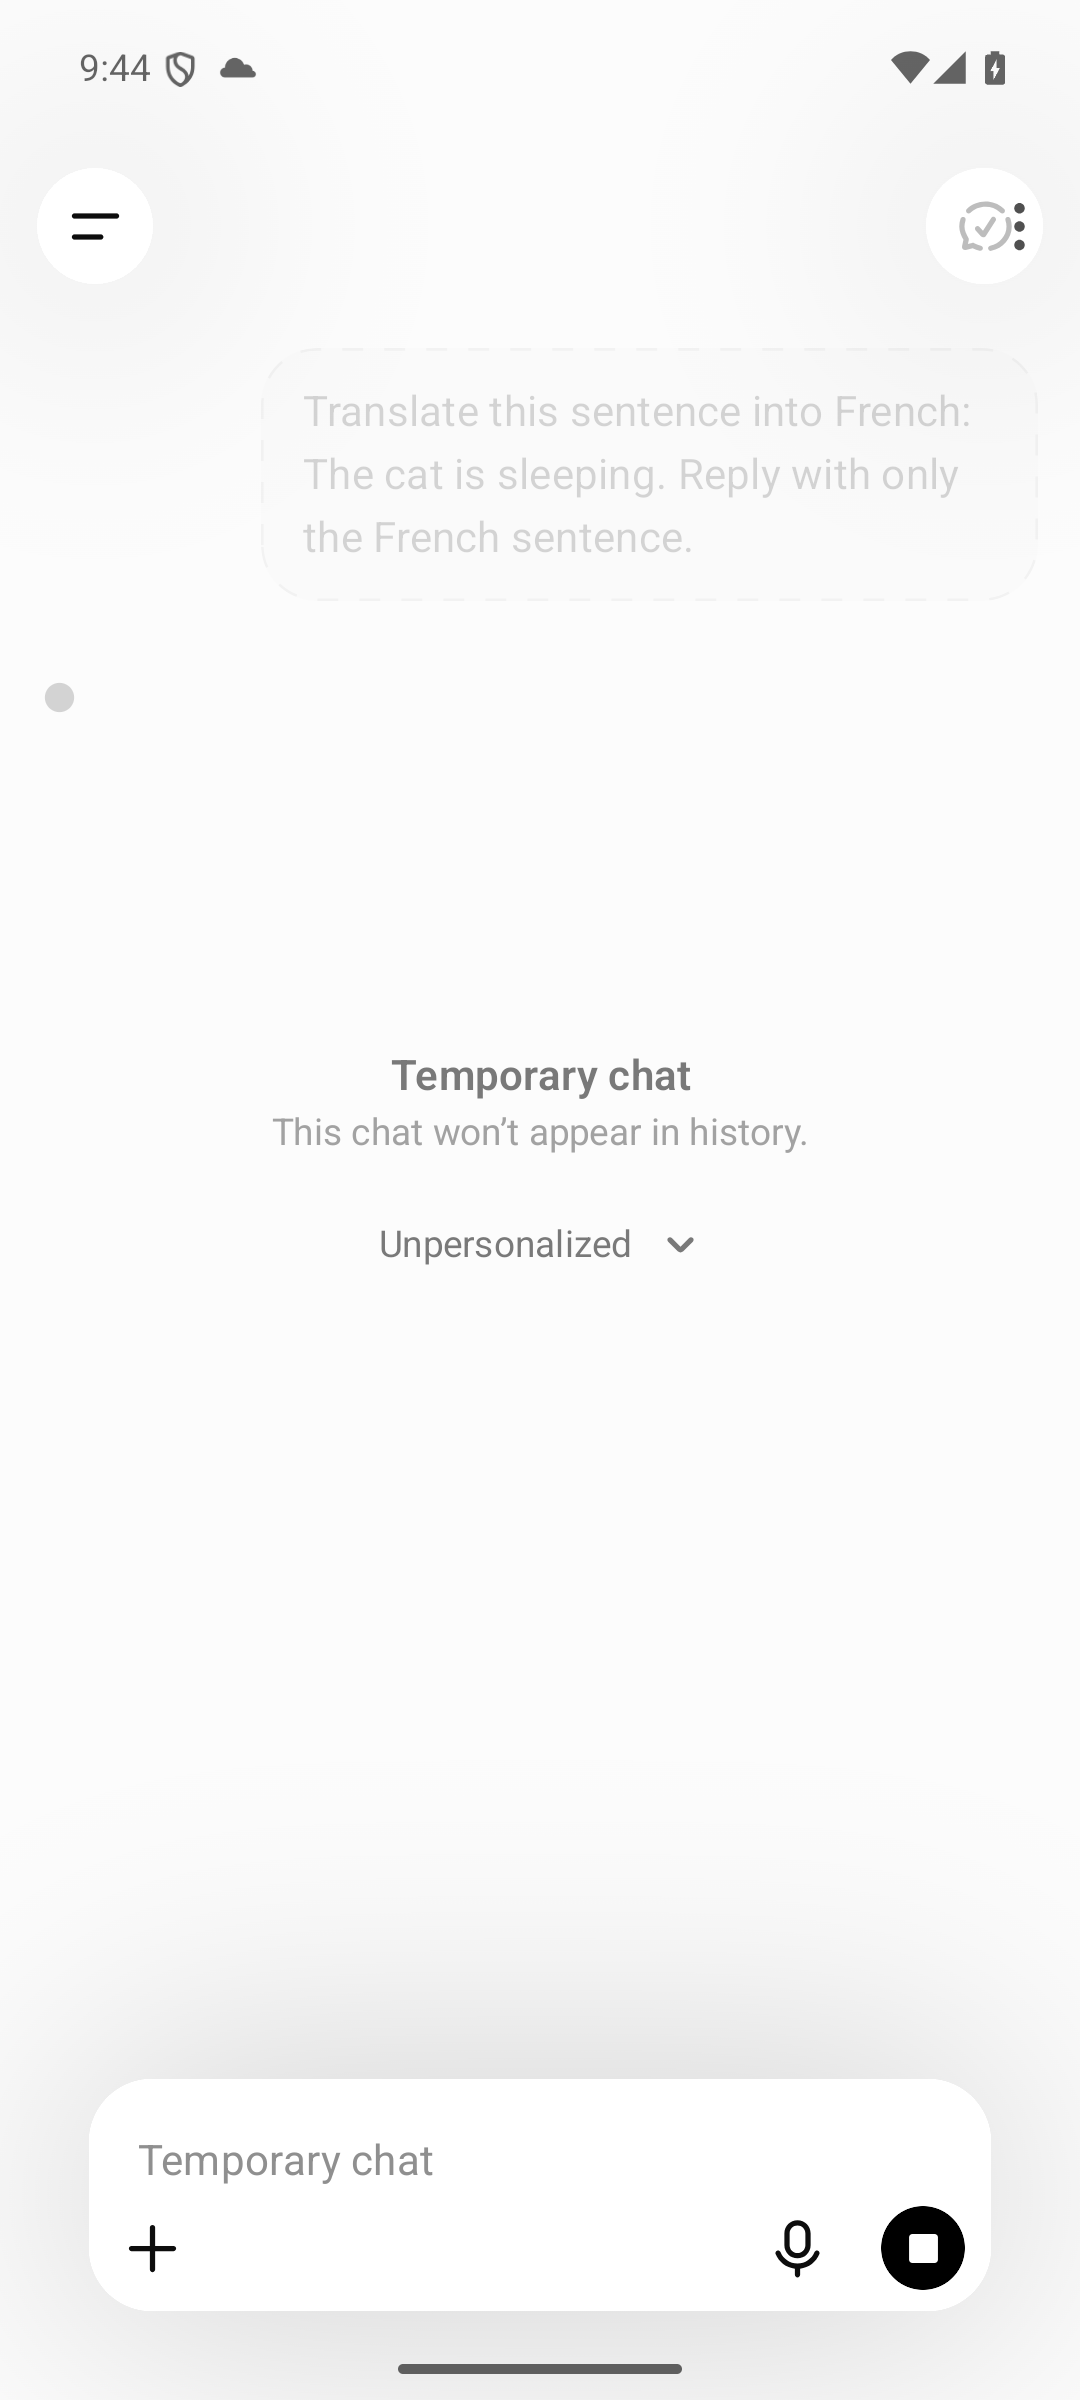 9:44
Translate this sentence into French:
The cat is sleeping. Reply with only
the French sentence.
Temporary chat
This chat won’t appear in history.
Unpersonalized
Temporary chat